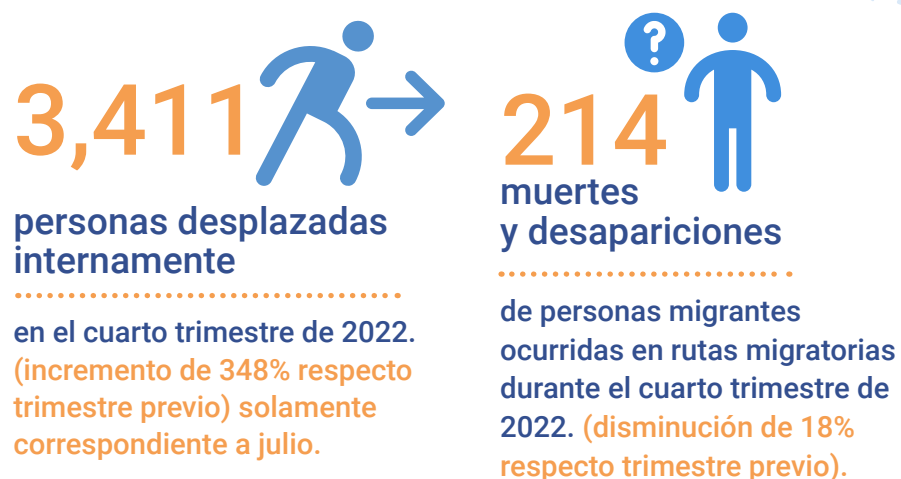 3,411
personas desplazadas
internamente
en el cuarto trimestre de 2022.
(incremento de 348% respecto
trimestre previo) solamente
correspondiente a julio.
?
214
muertes
y desapariciones
de personas migrantes
ocurridas en rutas migratorias
durante el cuarto trimestre de
2022. (disminución de 18%
respecto trimestre previo).